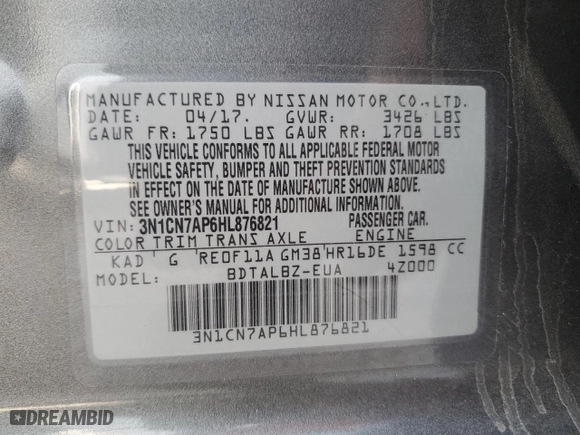 MANUFACTURED BY NISSAN MOTOR CO., LTD.
DATE: 04/17. GVWR: 3426 LBS
GAWR FR: 1750 LBS GAWR RR: 1708 LBS
THIS VEHICLE CONFORMS TO ALL APPLICABLE FEDERAL MOTOR
VEHICLE SAFETY, BUMPER AND THEFT PREVENTION STANDARDS
IN EFFECT ON THE DATE OF MANUFACTURE SHOWN ABOVE.
SEE OWNER'S MANUAL FOR ADDITIONAL INFORMATION.
VIN: 3N1CN7AP6HL876821 PASSENGER CAR.
COLOR TRIM TRANS AXLE ENGINE
KAD' G 'RE0F11A GM38'HR16DE 1598 CC
MODEL: BDTALBZ-EUA 4Z000
3N1CN7AP6HL876821
DREAMBID